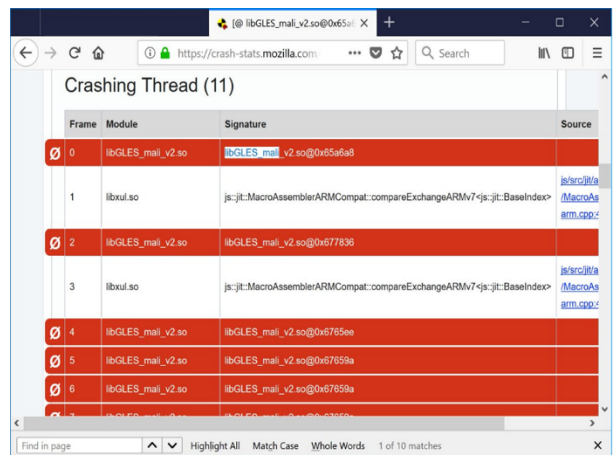 [@ libGLES_mali_v2.so@0x65a6
https://crash-stats.mozilla.com
Search
Crashing Thread (11)
Frame Module Signature Source
Ø 0 libGLES_mali_v2.so libGLES_mali_v2.so@0x65a6a8
1 libxul.so js::jit::MacroAssemblerARMCompat::compareExchangeARMv7<js::jit::BaseIndex> js/src/jit/a
/MacroAs
arm.cpp:4
Ø 2 libGLES_mali_v2.so libGLES_mali_v2.so@0x677836
3 libxul.so js::jit::MacroAssemblerARMCompat::compareExchangeARMv7<js::jit::BaseIndex> js/src/jit/a
/MacroAs
arm.cpp:4
Ø 4 libGLES_mali_v2.so libGLES_mali_v2.so@0x6765ee
Ø 5 libGLES_mali_v2.so libGLES_mali_v2.so@0x67659a
Ø 6 libGLES_mali_v2.so libGLES_mali_v2.so@0x67659a
Find in page Highlight All Match Case Whole Words 1 of 10 matches